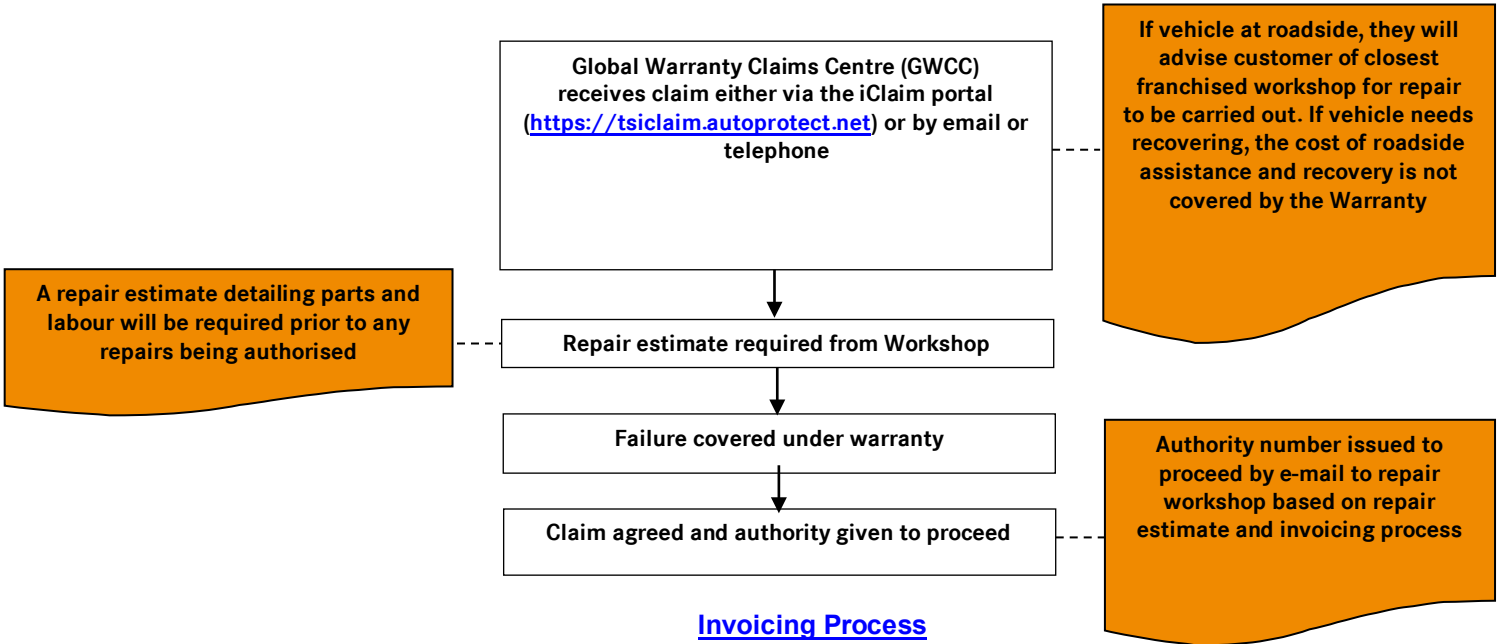 Global Warranty Claims Centre (GWCC)
receives claim either via the iClaim portal
(https://tsiclaim.autoprotect.net) or by email or
telephone
If vehicle at roadside, they will
advise customer of closest
franchised workshop for repair
to be carried out. If vehicle needs
recovering, the cost of roadside
assistance and recovery is not
covered by the Warranty
A repair estimate detailing parts and
labour will be required prior to any
repairs being authorised
Repair estimate required from Workshop
Failure covered under warranty
Claim agreed and authority given to proceed
Authority number issued to
proceed by e-mail to repair
workshop based on repair
estimate and invoicing process
Invoicing Process